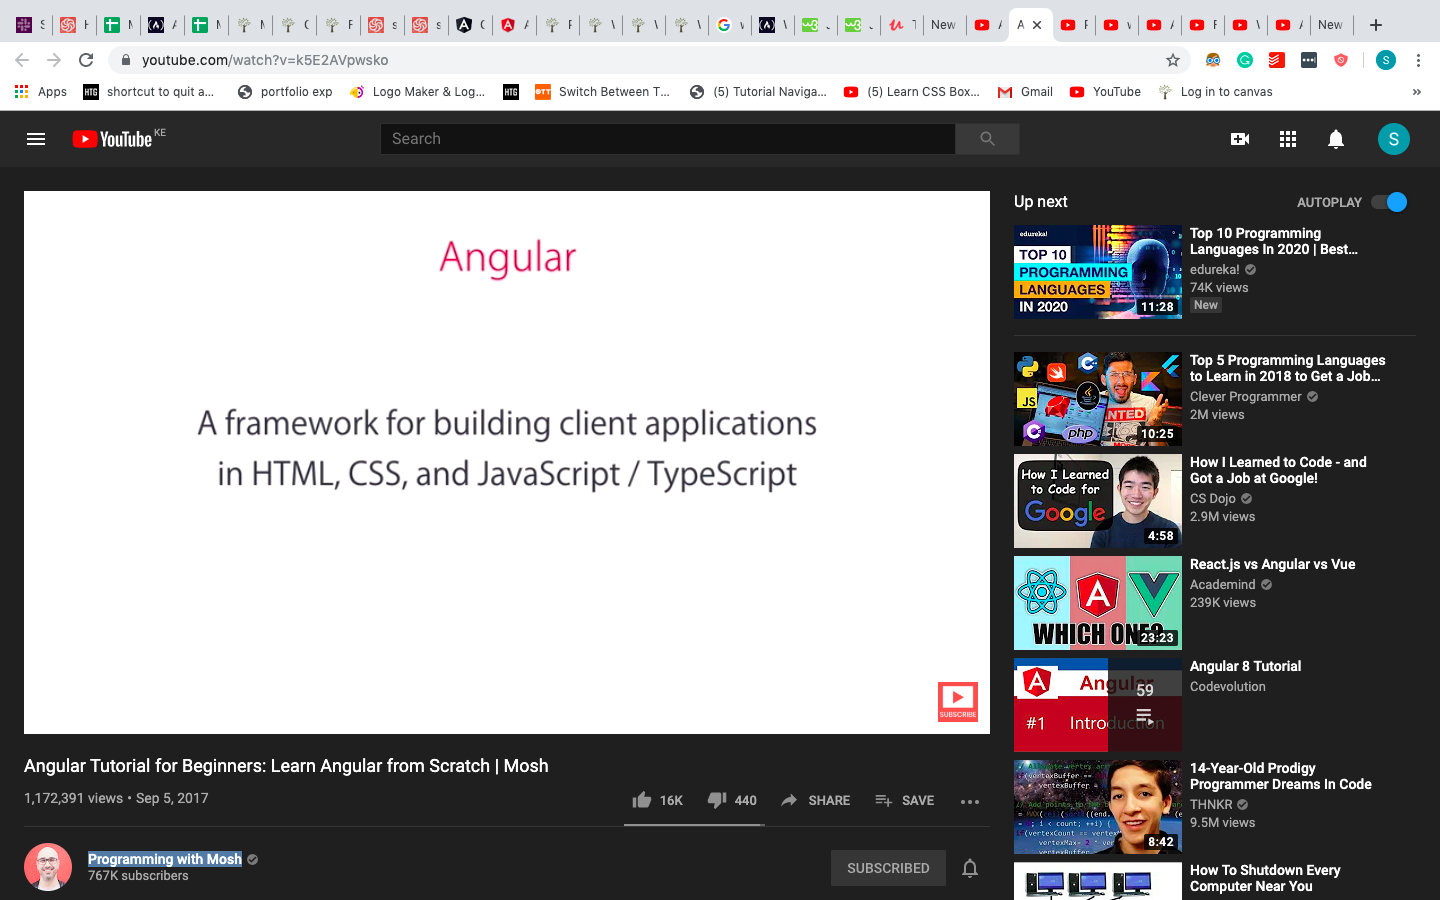 youtube.com/watch?v=k5E2AVpwsko
S
Apps
HTG
shortcut to quit a...
portfolio exp
Logo Maker & Log...
HTG
OTT
Switch Between T...
(5) Tutorial Naviga...
(5) Learn CSS Box...
Gmail
YouTube
Log in to canvas
»
YouTube KE
Search
S
Angular
A framework for building client applications
in HTML, CSS, and JavaScript / TypeScript
SUBSCRIBE
Angular Tutorial for Beginners: Learn Angular from Scratch | Mosh
1,172,391 views • Sep 5, 2017
16K
440
SHARE
SAVE
Programming with Mosh
767K subscribers
SUBSCRIBED
Up next
AUTOPLAY
edureka!
TOP 10
PROGRAMMING
LANGUAGES
IN 2020
11:28
Top 10 Programming
Languages In 2020 | Best...
edureka!
74K views
New
JS
php
10:25
Top 5 Programming Languages
to Learn in 2018 to Get a Job...
Clever Programmer
2M views
How I Learned
to Code for
Google
4:58
How I Learned to Code - and
Got a Job at Google!
CS Dojo
2.9M views
WHICH ONE?
23:23
React.js vs Angular vs Vue
Academind
239K views
Angular
#1 Introduction
59
Angular 8 Tutorial
Codevolution
8:42
14-Year-Old Prodigy
Programmer Dreams In Code
THNKR
9.5M views
How To Shutdown Every
Computer Near You